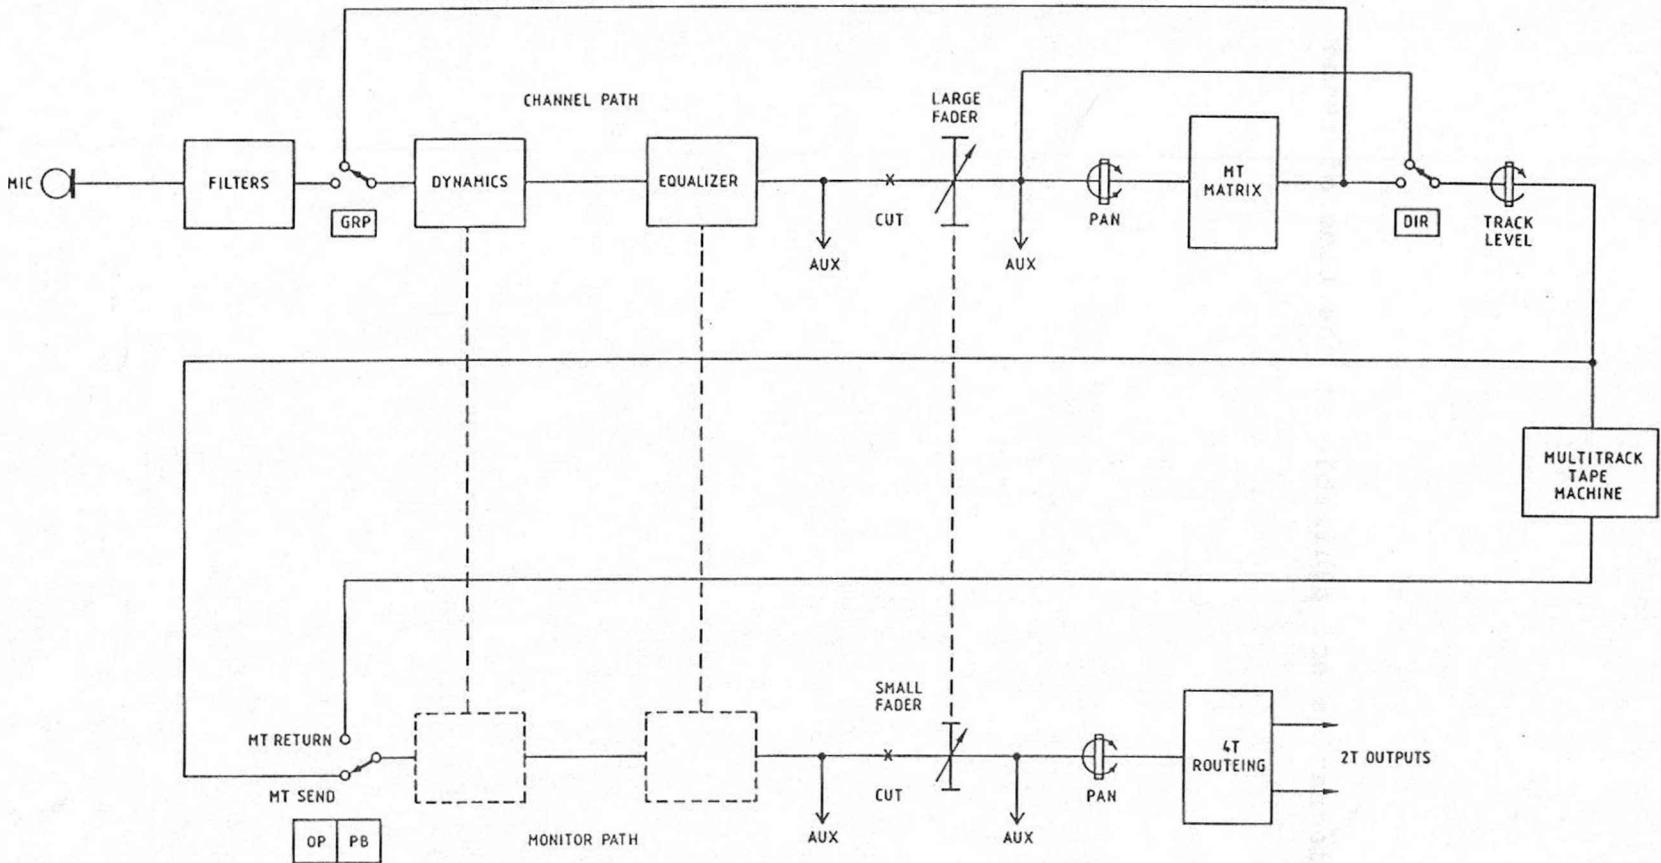 CHANNEL PATH
LARGE
FADER
MIC
FILTERS
GRP
DYNAMICS
EQUALIZER
AUX
CUT
AUX
PAN
MT
MATRIX
DIR
TRACK
LEVEL
MULTITRACK
TAPE
MACHINE
MT RETURN
MT SEND
OP
PB
MONITOR PATH
SMALL
FADER
AUX
CUT
AUX
PAN
4T
ROUTEING
2T OUTPUTS